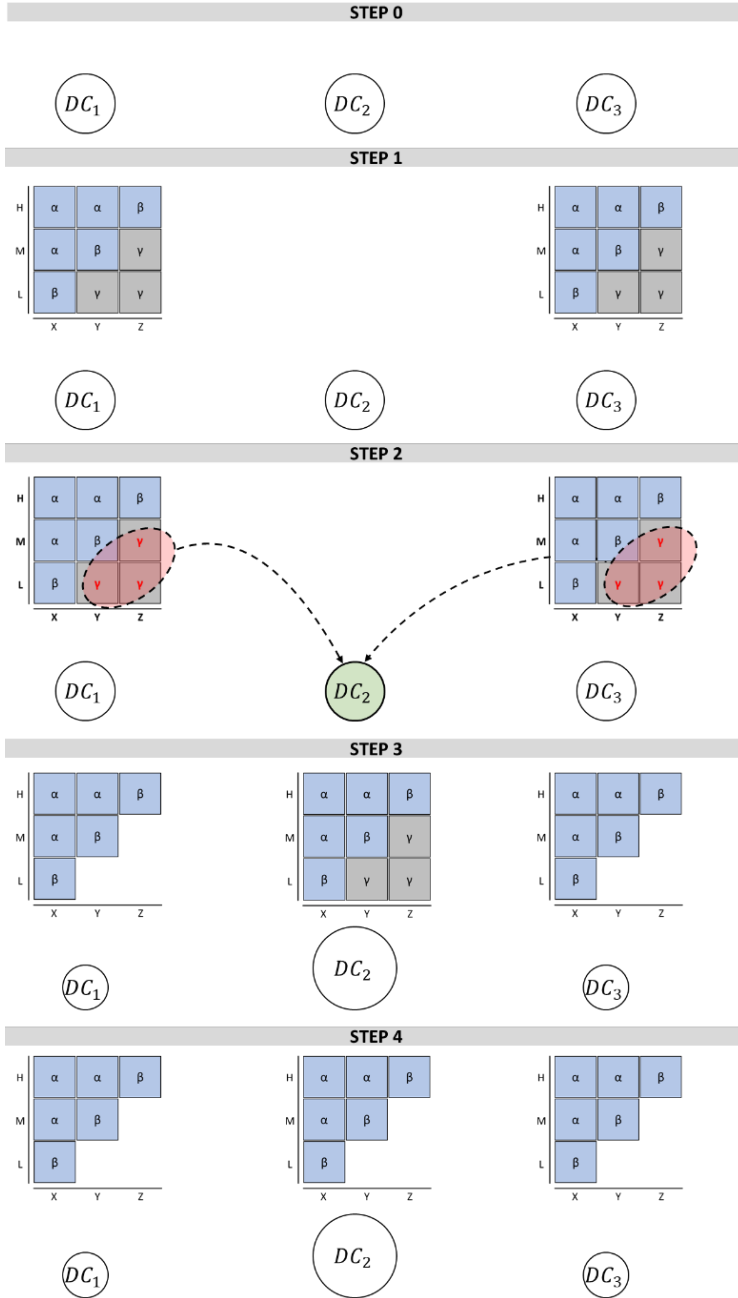 STEP 0
DC1 DC2 DC3
STEP 1
H α α β H α α β
M α β γ M α β γ
L β γ γ L β γ γ
X Y Z X Y Z
DC1 DC2 DC3
STEP 2
H α α β H α α β
M α β γ M α β γ
L β γ γ L β γ γ
X Y Z X Y Z
DC1 DC2 DC3
STEP 3
H α α β H α α β H α α β
M α β M α β γ M α β
L β L β γ γ L β
X Y Z X Y Z X Y Z
DC1 DC2 DC3
STEP 4
H α α β H α α β H α α β
M α β M α β M α β
L β L β L β
X Y Z X Y Z X Y Z
DC1 DC2 DC3